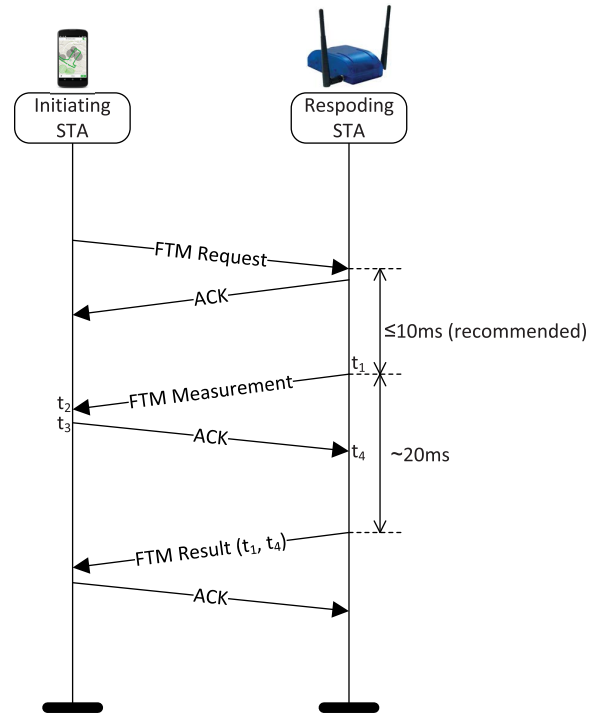 Initiating
STA
Respoding
STA
FTM Request
ACK
≤10ms (recommended)
t₁
FTM Measurement
t₂
t₃
ACK
t₄
~20ms
FTM Result (t₁, t₄)
ACK